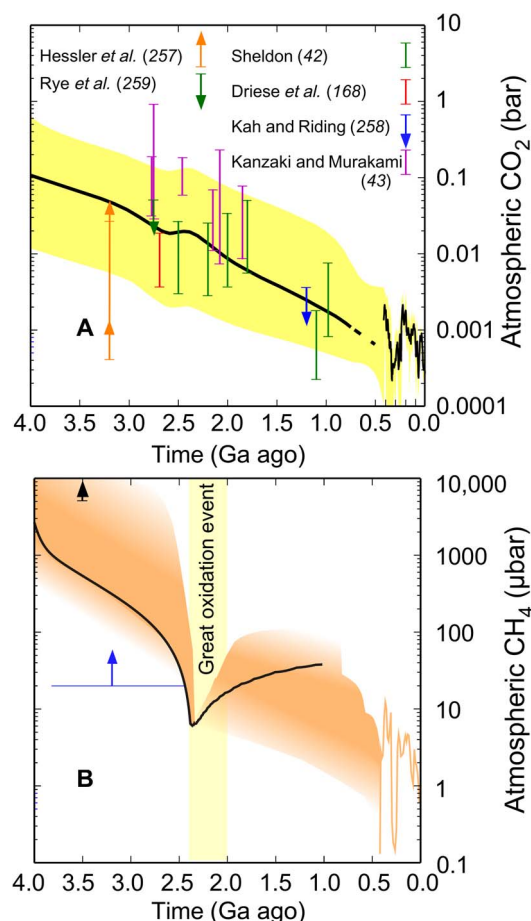 Hessler et al. (257)
Rye et al. (259)
Sheldon (42)
Driese et al. (168)
Kah and Riding (258)
Kanzaki and Murakami
(43)
A
10
1
0.1
0.01
0.001
0.0001
Atmospheric CO2 (bar)
4.0 3.5 3.0 2.5 2.0 1.5 1.0 0.5 0.0
Time (Ga ago)
Great oxidation event
B
10,000
1000
100
10
1
0.1
Atmospheric CH4 (μbar)
4.0 3.5 3.0 2.5 2.0 1.5 1.0 0.5 0.0
Time (Ga ago)